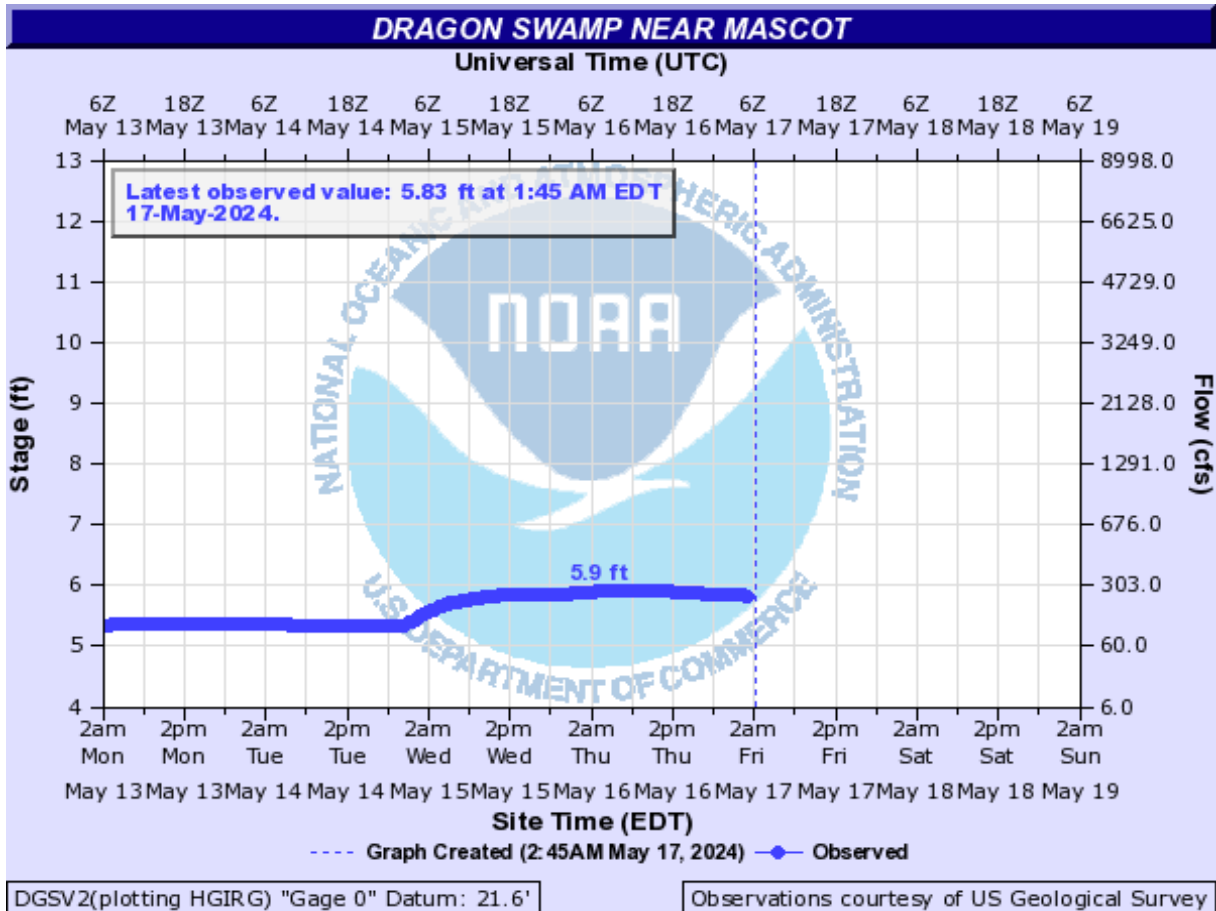 DRAGON SWAMP NEAR MASCOT
Universal Time (UTC)
6Z 18Z 6Z 18Z 6Z 18Z 6Z 18Z 6Z 18Z 6Z 18Z 6Z
May 13 May 13 May 14 May 14 May 15 May 15 May 16 May 16 May 17 May 17 May 18 May 18 May 19
Latest observed value: 5.83 ft at 1:45 AM EDT
17-May-2024.
Stage (ft)
13
12
11
10
9
8
7
6
5
4
NATIONAL OCEANIC AND ATMOSPHERIC ADMINISTRATION
NOAA
U.S. DEPARTMENT OF COMMERCE
5.9 ft
8998.0
6625.0
4729.0
3249.0
2128.0
1291.0
676.0
303.0
60.0
6.0
Flow (cfs)
2am 2pm 2am 2pm 2am 2pm 2am 2pm 2am 2pm 2am 2pm 2am
Mon Mon Tue Tue Wed Wed Thu Thu Fri Fri Sat Sat Sun
May 13 May 13 May 14 May 14 May 15 May 15 May 16 May 16 May 17 May 17 May 18 May 18 May 19
Site Time (EDT)
Graph Created (2:45AM May 17, 2024) Observed
DGSV2(plotting HGIRG) "Gage 0" Datum: 21.6'
Observations courtesy of US Geological Survey